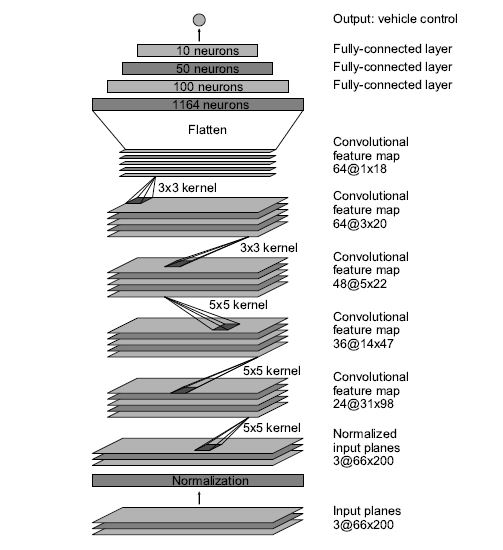 Output: vehicle control
10 neurons
Fully-connected layer
50 neurons
Fully-connected layer
100 neurons
Fully-connected layer
1164 neurons
Flatten
Convolutional
feature map
64@1x18
3x3 kernel
Convolutional
feature map
64@3x20
3x3 kernel
Convolutional
feature map
48@5x22
5x5 kernel
Convolutional
feature map
36@14x47
5x5 kernel
Convolutional
feature map
24@31x98
5x5 kernel
Normalized
input planes
3@66x200
Normalization
Input planes
3@66x200